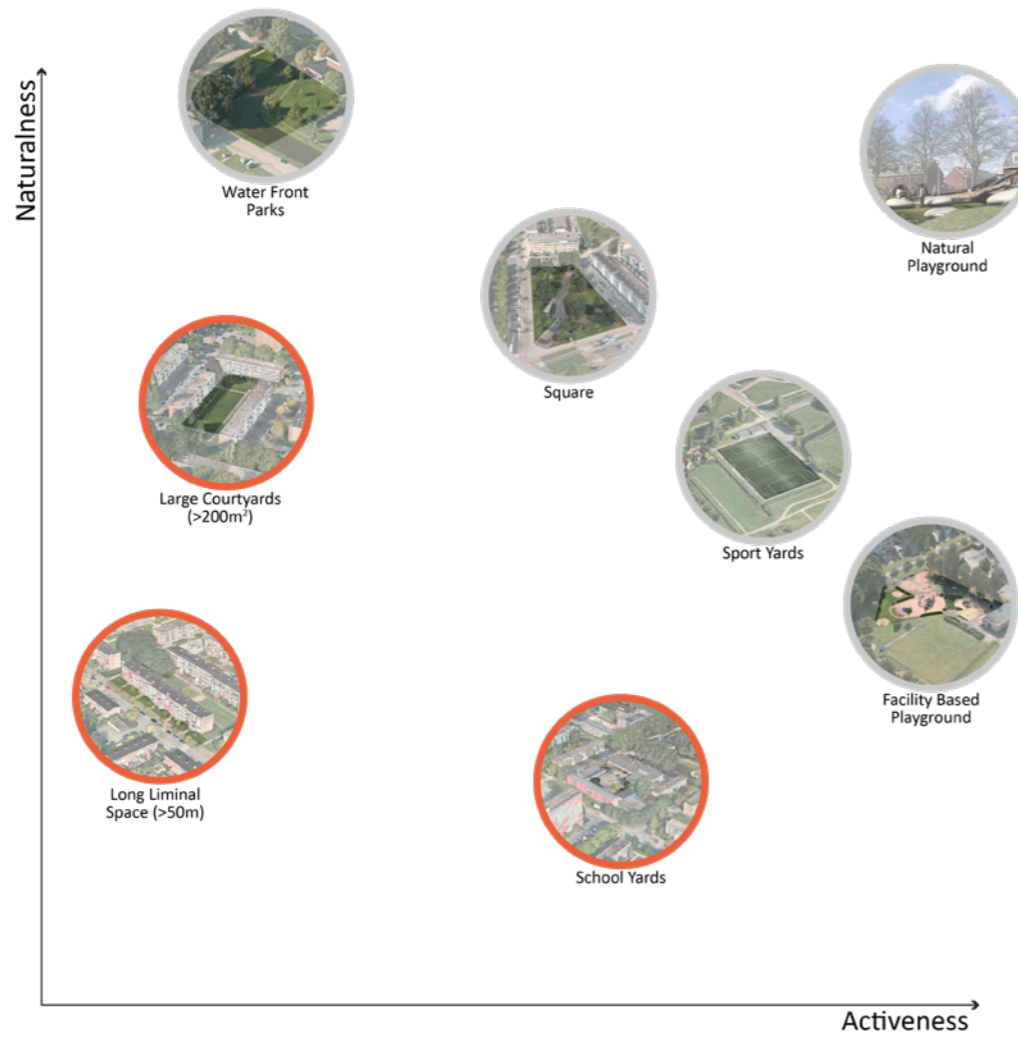 Naturalness
Water Front
Parks
Natural
Playground
Square
Large Courtyards
(>200m²)
Sport Yards
Facility Based
Playground
Long Liminal
Space (>50m)
School Yards
Activeness